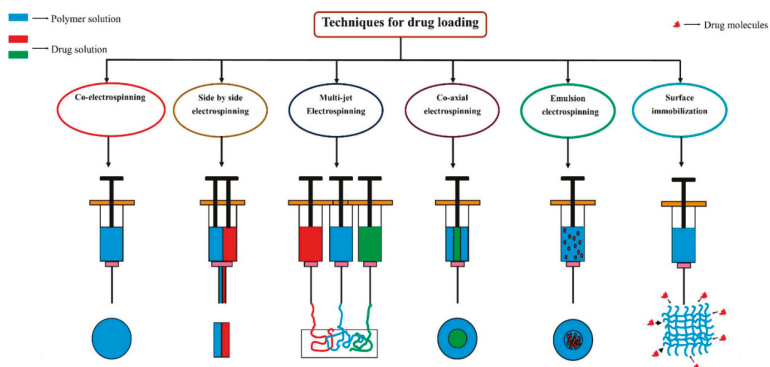 Polymer solution
Techniques for drug loading
Drug molecules
Drug solution
Co-electrospinning
Side by side
electrospinning
Multi-jet
Electrospinning
Co-axial
electrospinning
Emulsion
electrospinning
Surface
immobilization